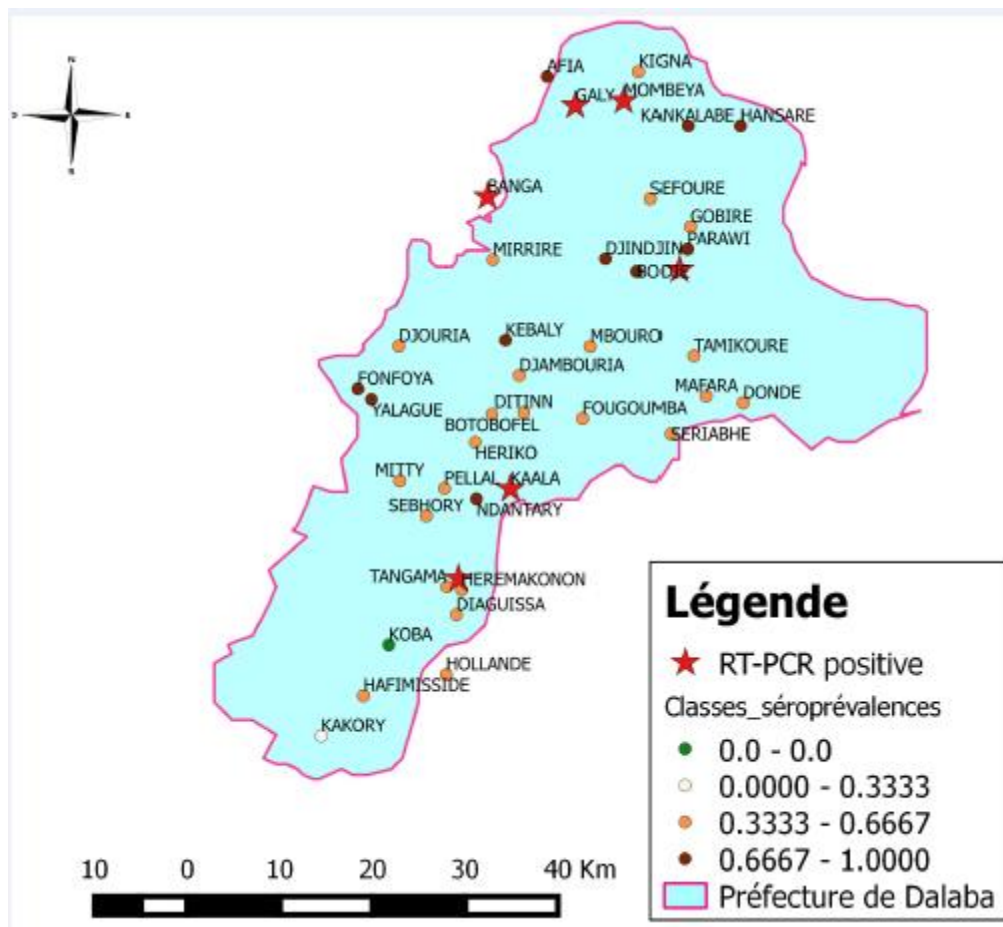 N
E
S
AFIA
KIGNA
GALY
MOMBEYA
KANKALABE
HANSARE
BANGA
SEFOURE
GOBIRE
PARAWI
DJINDJIN
BODIE
MIRRIRE
DJOURIA
KEBALY
MBOURO
TAMIKOURE
DJAMBOURIA
FONFOYA
YALAGUE
MAFARA
DONDE
DITINN
FOUGOUMBA
BOTOBOFEL
SERIABHE
HERIKO
MITTY
PELLAL
KAALA
SEBHORY
NDANTARY
TANGAMA
HEREMAKONON
DIAGUISSA
KOBA
HOLLANDE
HAFIMISSIDE
KAKORY
Légende
RT-PCR positive
Classes_séroprévalences
0.0 - 0.0
0.0000 - 0.3333
0.3333 - 0.6667
0.6667 - 1.0000
Préfecture de Dalaba
10 0 10 20 30 40 Km